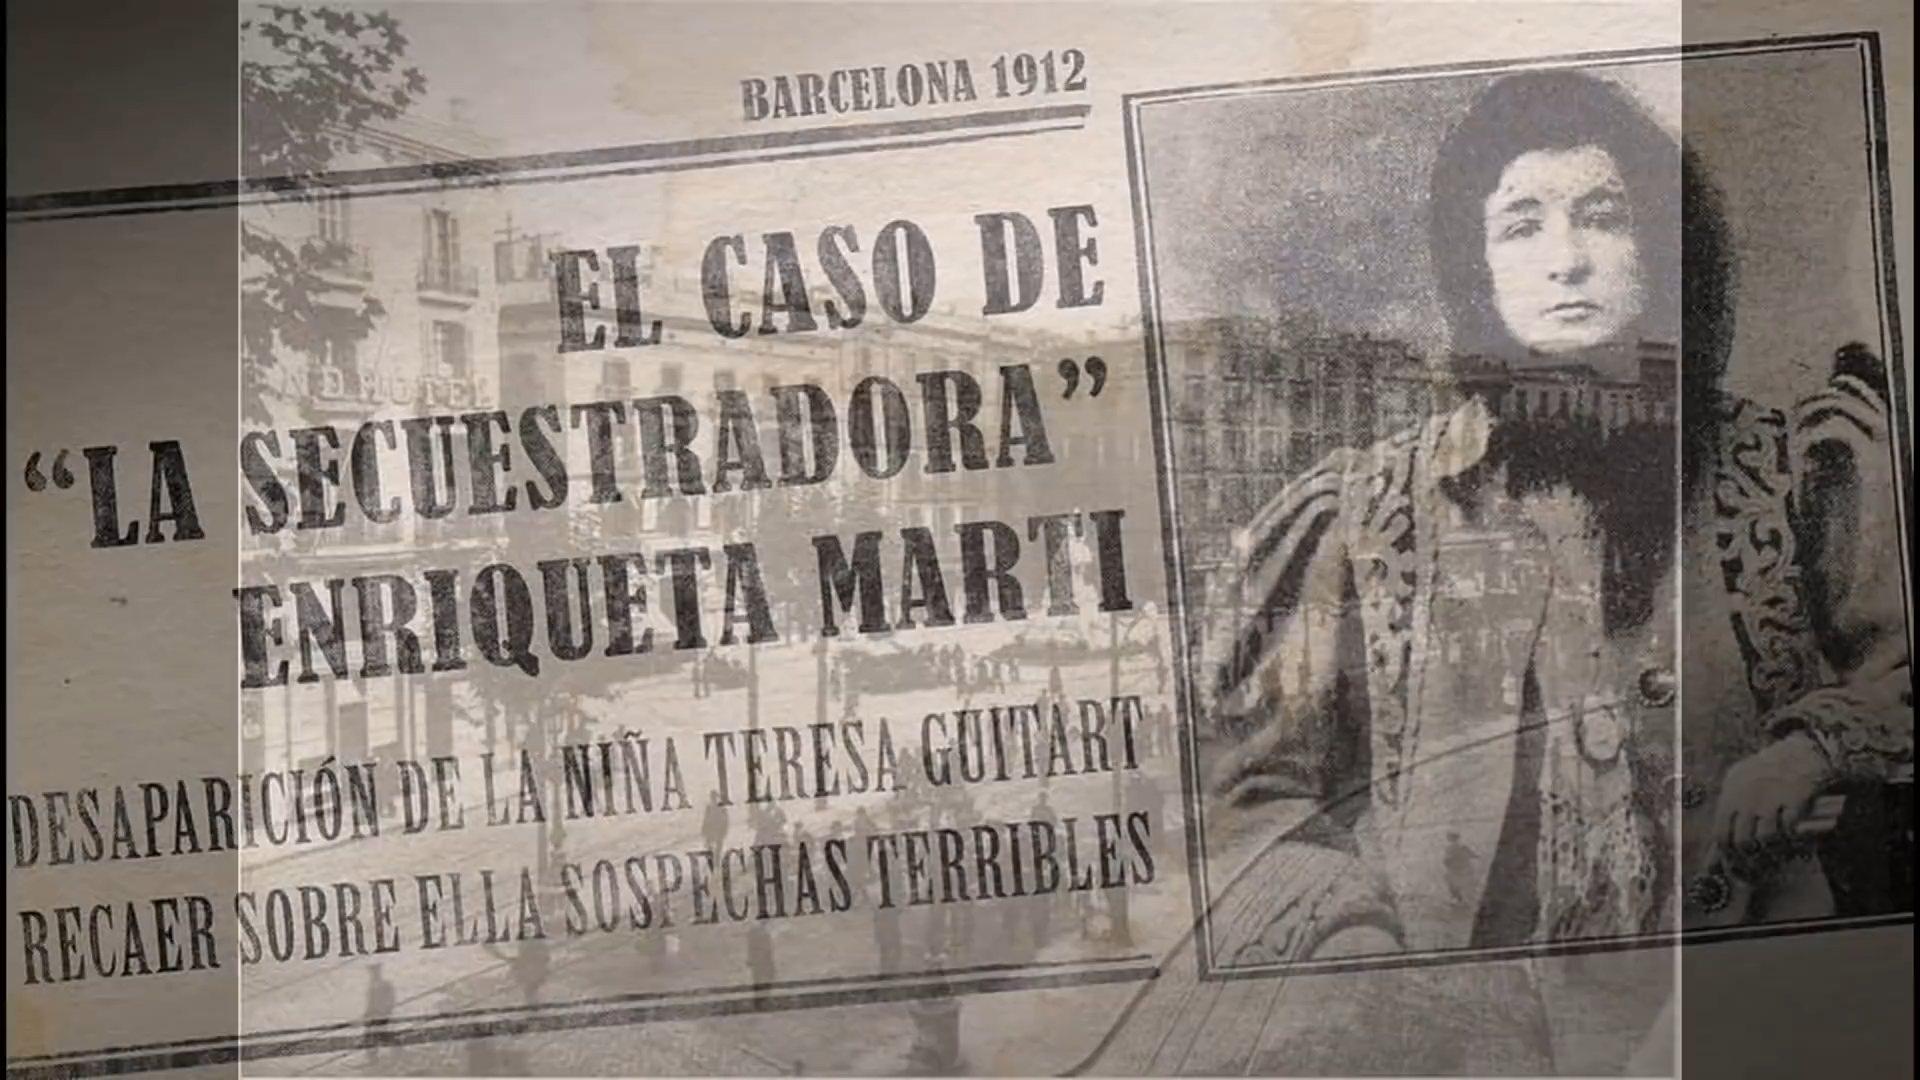 BARCELONA 1912
EL CASO DE
“LA SECUESTRADORA”
ENRIQUETA MARTI
DESAPARICIÓN DE LA NIÑA TERESA GUITART
RECAER SOBRE ELLA SOSPECHAS TERRIBLES